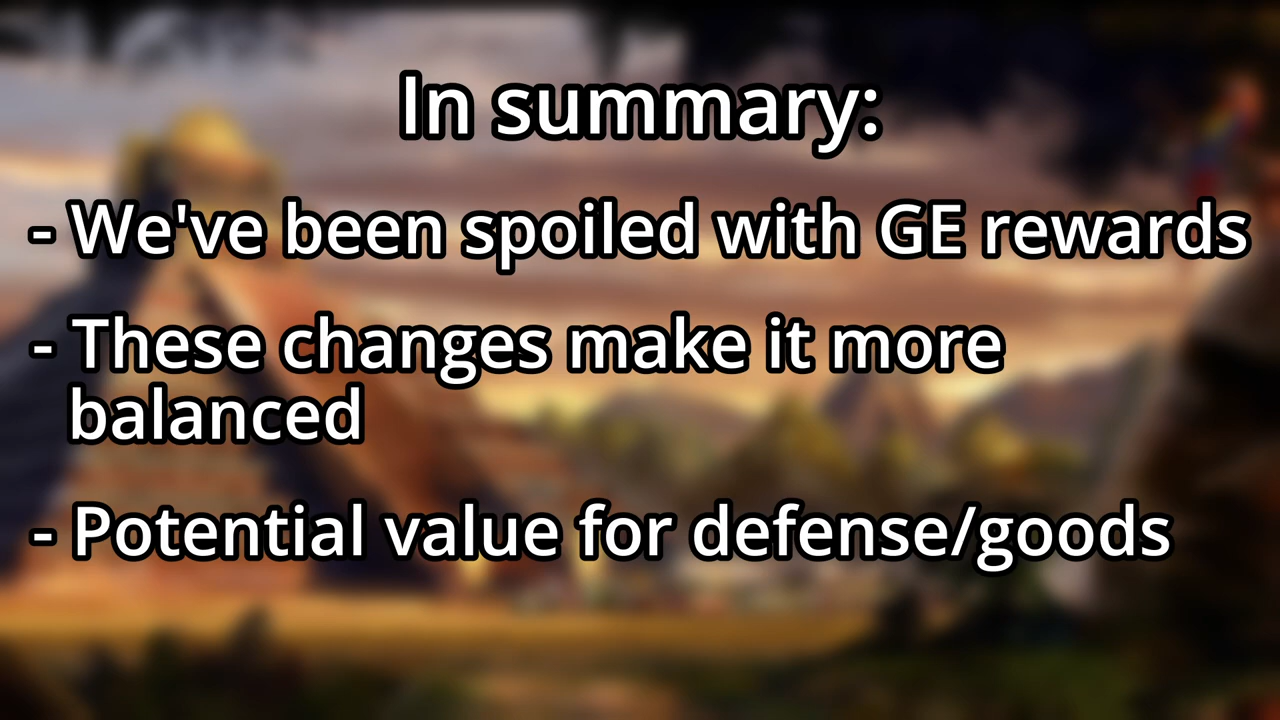 In summary:
- We've been spoiled with GE rewards
- These changes make it more
balanced
- Potential value for defense/goods